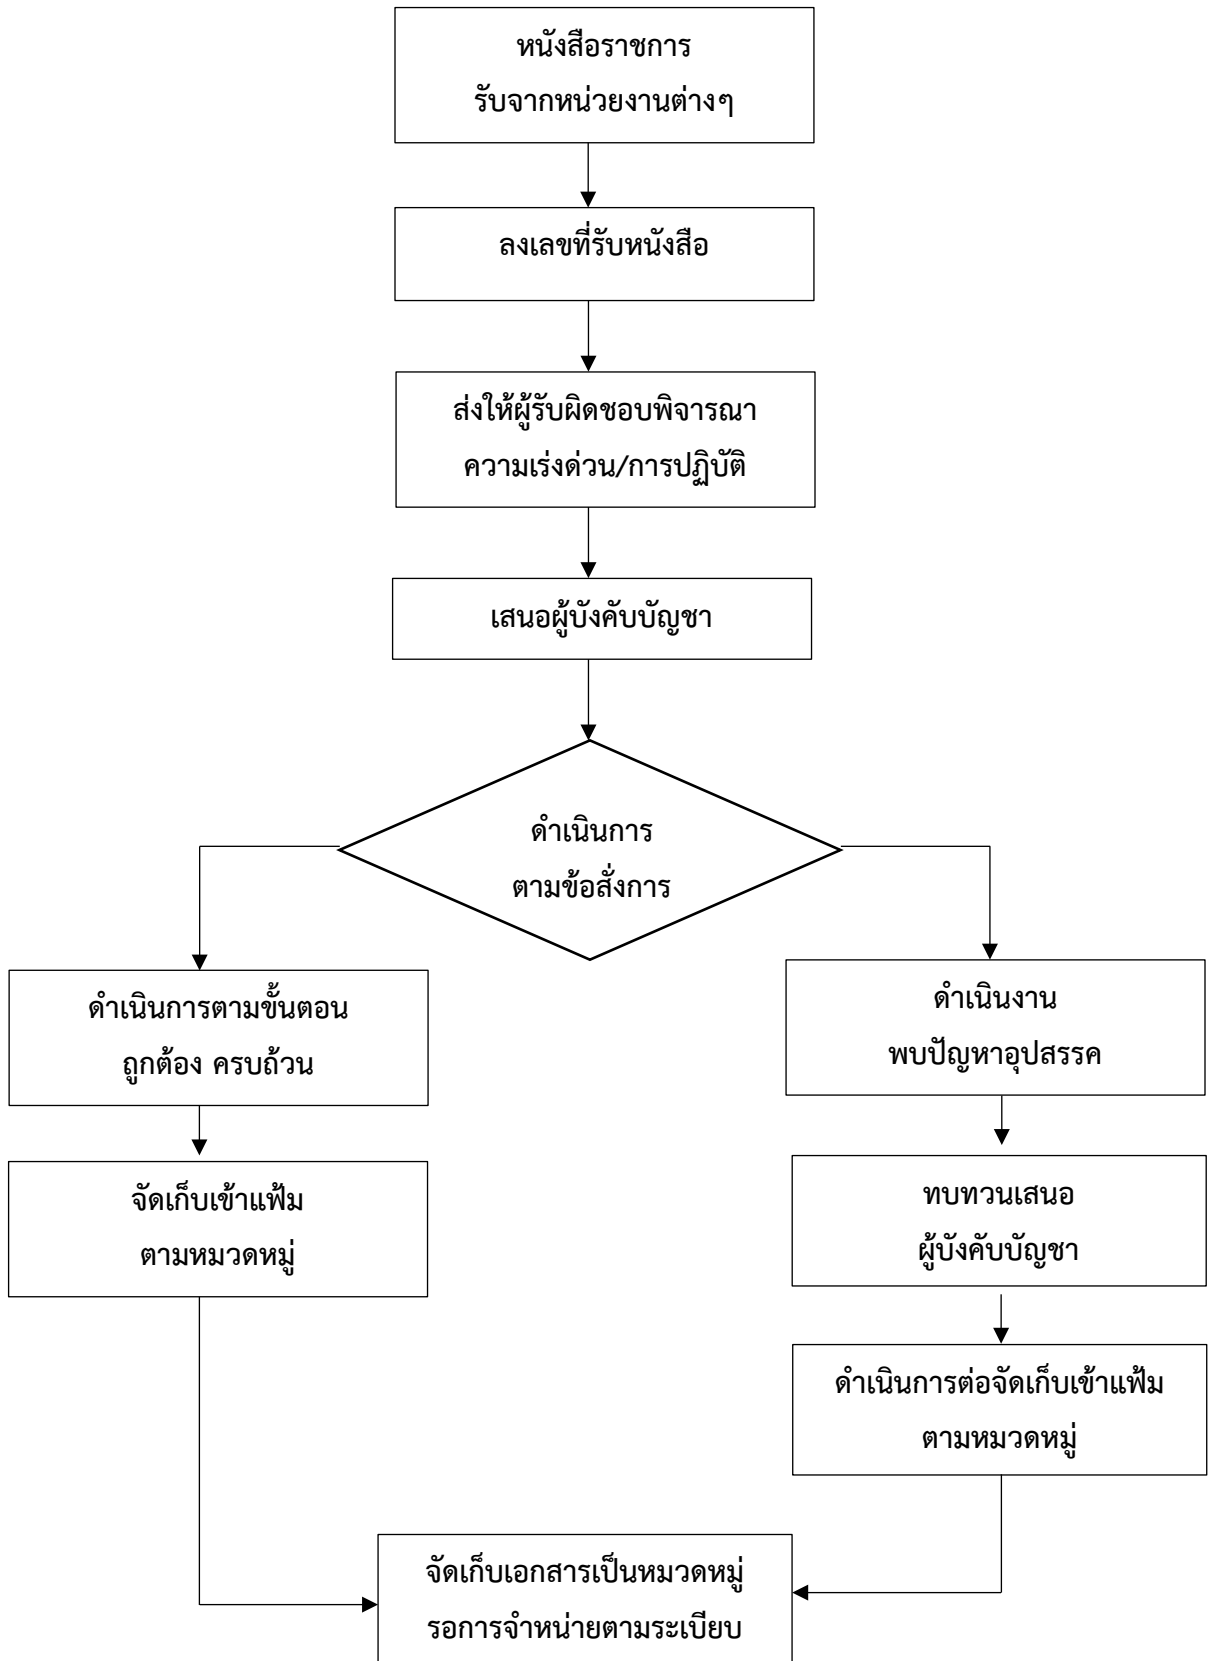 หนังสือราชการ
รับจากหน่วยงานต่างๆ
ลงเลขที่รับหนังสือ
ส่งให้ผู้รับผิดชอบพิจารณา
ความเร่งด่วน/การปฏิบัติ
เสนอผู้บังคับบัญชา
ดำเนินการ
ตามข้อสั่งการ
ดำเนินการตามขั้นตอน
ถูกต้อง ครบถ้วน
ดำเนินงาน
พบปัญหาอุปสรรค
จัดเก็บเข้าแฟ้ม
ตามหมวดหมู่
ทบทวนเสนอ
ผู้บังคับบัญชา
ดำเนินการต่อจัดเก็บเข้าแฟ้ม
ตามหมวดหมู่
จัดเก็บเอกสารเป็นหมวดหมู่
รอการจำหน่ายตามระเบียบ